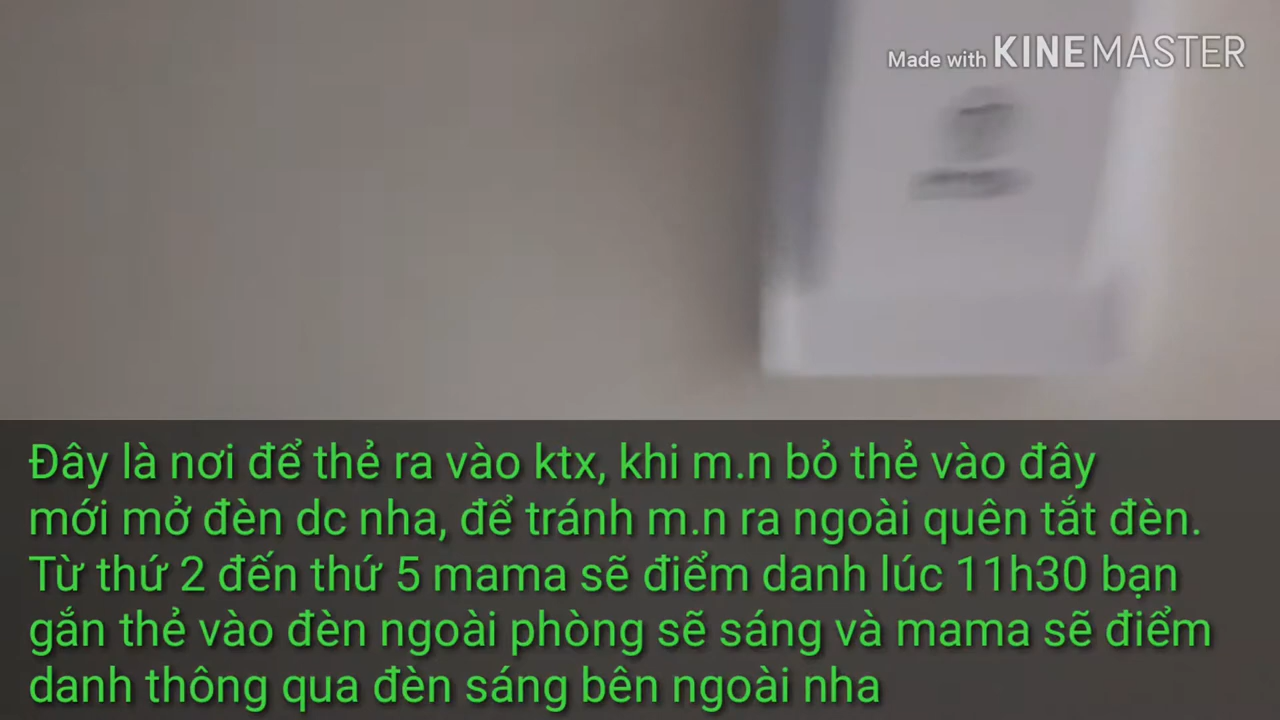 Made with KINEMASTER
Đây là nơi để thẻ ra vào ktx, khi m.n bỏ thẻ vào đây
mới mở đèn dc nha, để tránh m.n ra ngoài quên tắt đèn.
Từ thứ 2 đến thứ 5 mama sẽ điểm danh lúc 11h30 bạn
gắn thẻ vào đèn ngoài phòng sẽ sáng và mama sẽ điểm
danh thông qua đèn sáng bên ngoài nha